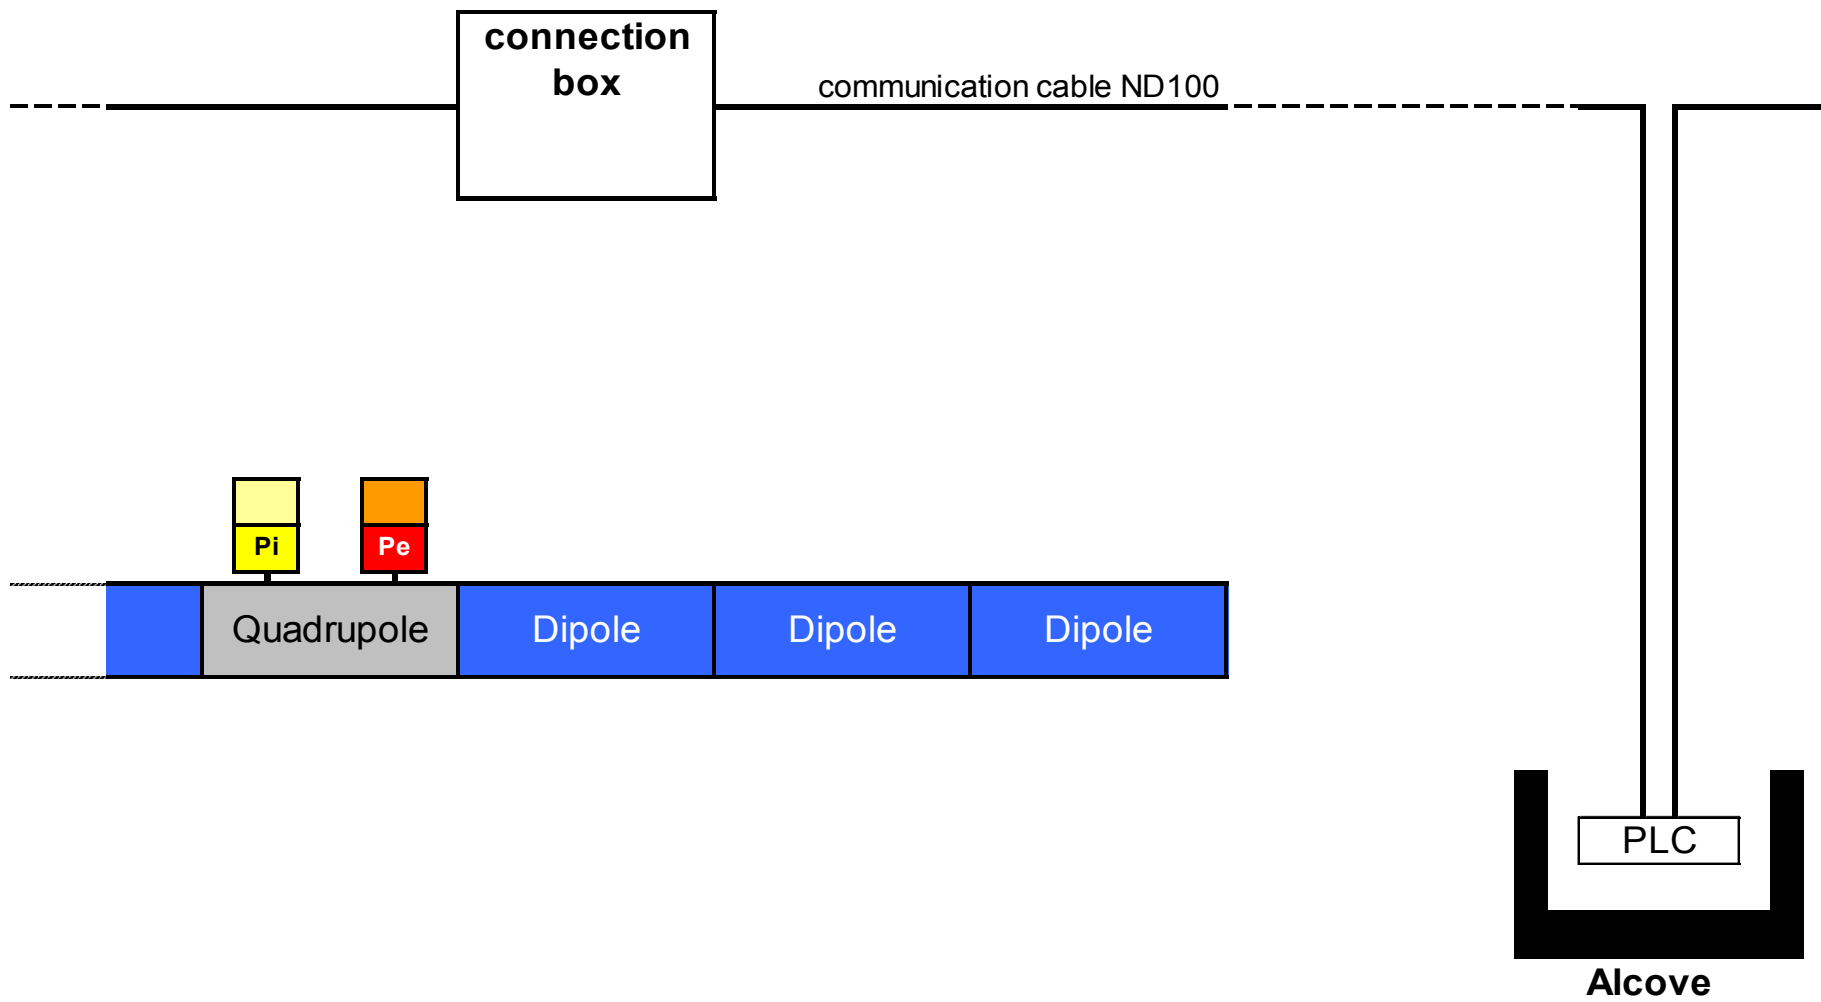 connection
box
communication cable ND100
Pi
Pe
Quadrupole
Dipole
Dipole
Dipole
PLC
Alcove